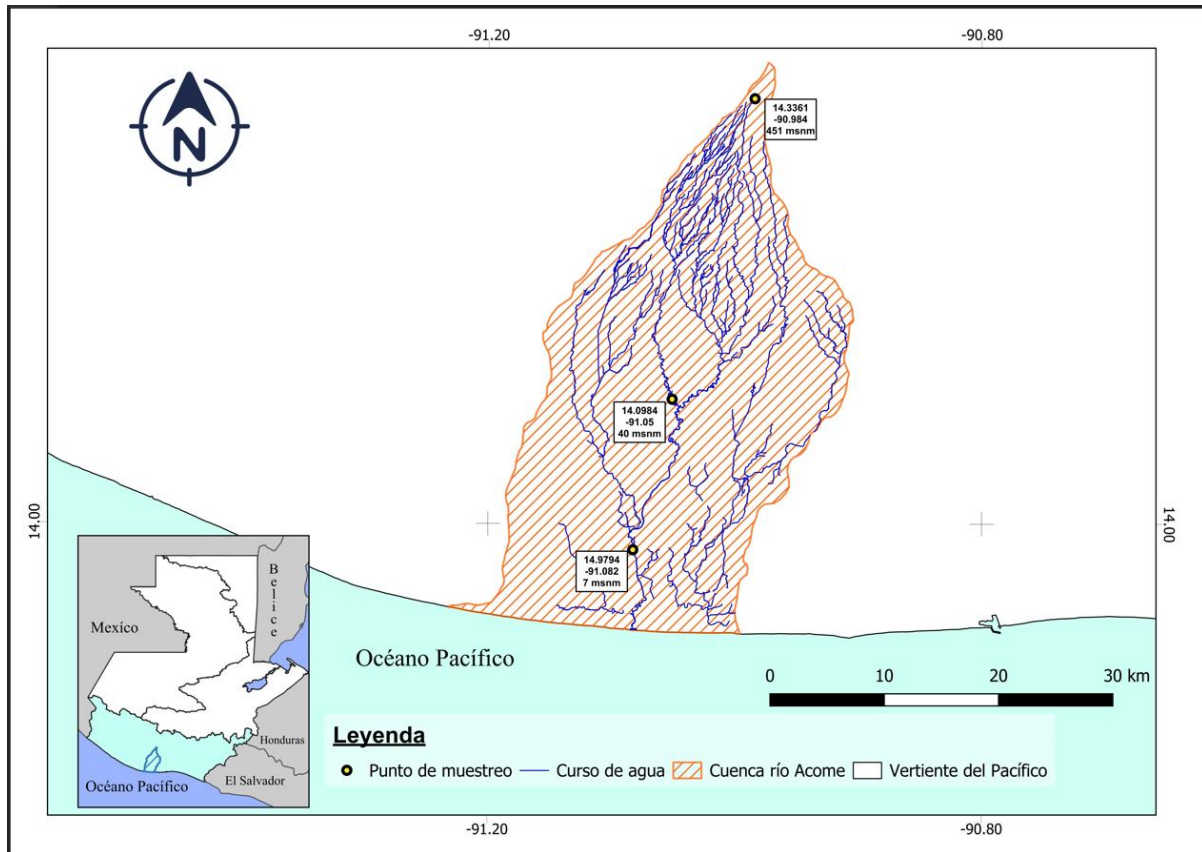 -91.20
-90.80
N
14.3361
-90.984
451 msnm
14.0984
-91.05
40 msnm
14.00
14.00
14.9794
-91.082
7 msnm
Belice
Mexico
Honduras
El Salvador
Océano Pacífico
Océano Pacífico
0 10 20 30 km
Leyenda
Punto de muestreo
Curso de agua
Cuenca río Acome
Vertiente del Pacífico
-91.20
-90.80